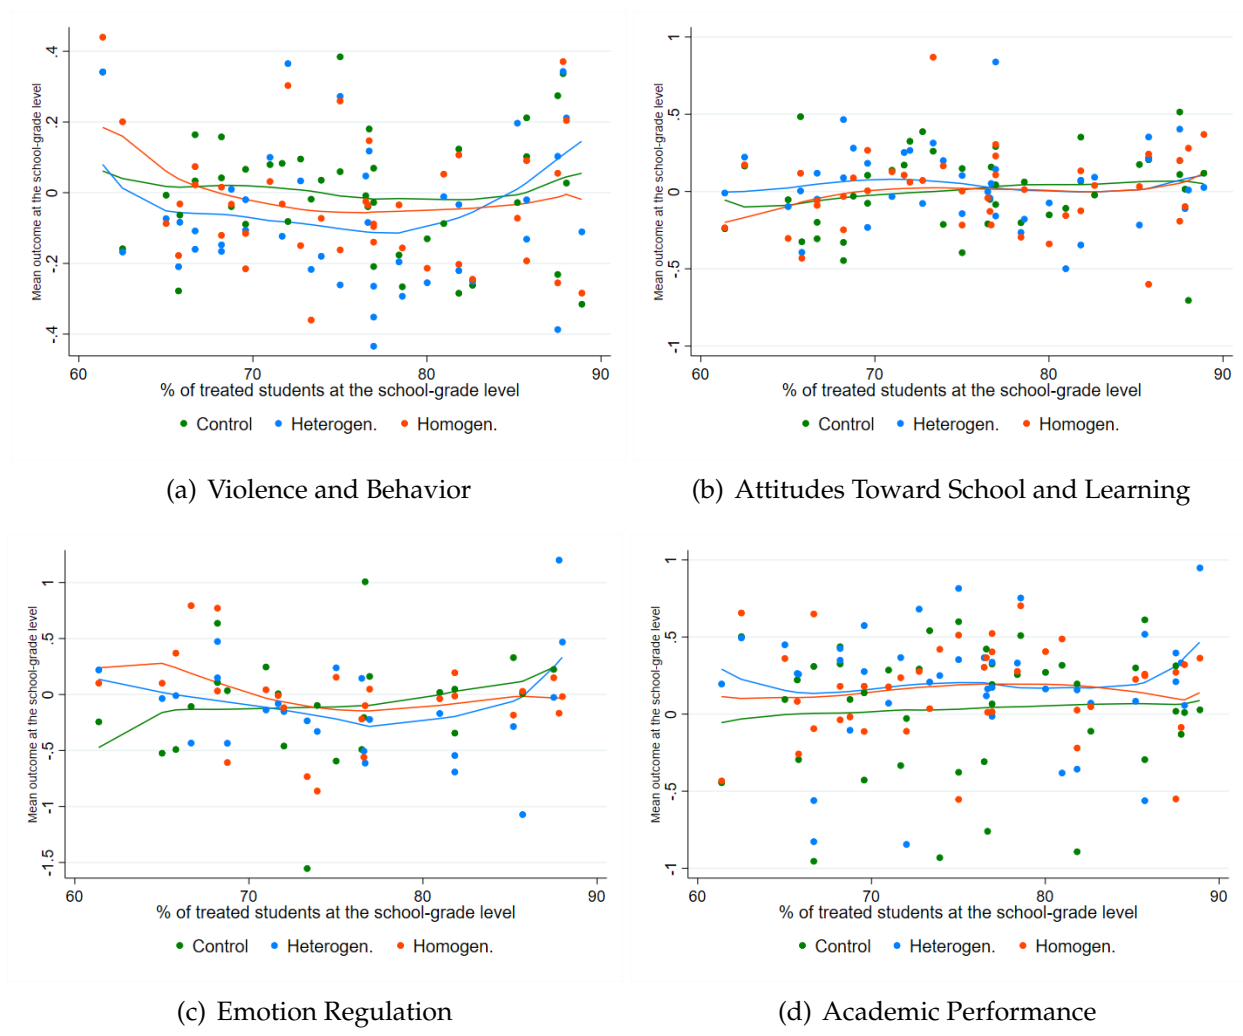 Mean outcome at the school-grade level
.4
.2
0
-.2
-.4
60
70
80
90
% of treated students at the school-grade level
Control Heterogen. Homogen.
(a) Violence and Behavior
Mean outcome at the school-grade level
1
.5
0
-.5
-1
60
70
80
90
% of treated students at the school-grade level
Control Heterogen. Homogen.
(b) Attitudes Toward School and Learning
Mean outcome at the school-grade level
1
.5
0
-.5
-1
-1.5
60
70
80
90
% of treated students at the school-grade level
Control Heterogen. Homogen.
(c) Emotion Regulation
Mean outcome at the school-grade level
1
.5
0
-.5
-1
60
70
80
90
% of treated students at the school-grade level
Control Heterogen. Homogen.
(d) Academic Performance